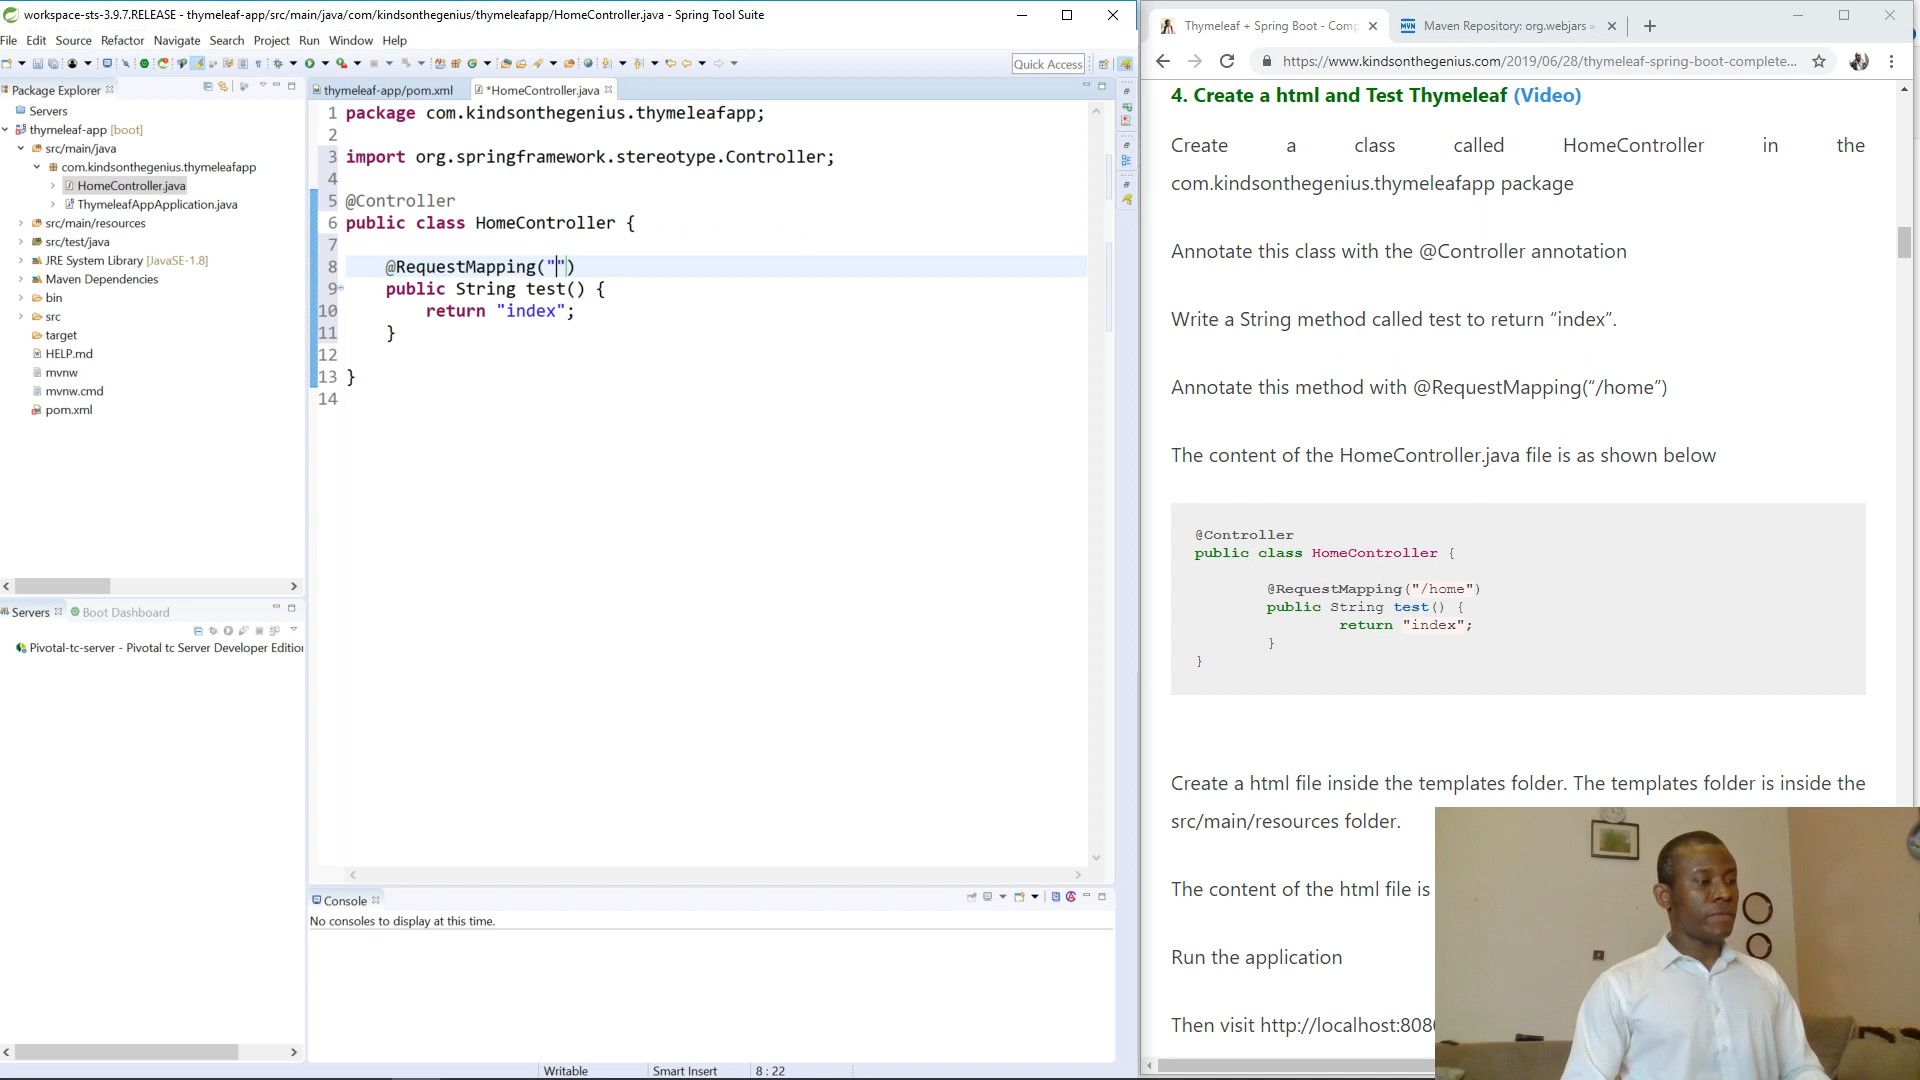 workspace-sts-3.9.7.RELEASE - thymeleaf-app/src/main/java/com/kindsonthegenius/thymeleafapp/HomeController.java - Spring Tool Suite
File Edit Source Refactor Navigate Search Project Run Window Help
Quick Access
Package Explorer
Servers
thymeleaf-app [boot]
src/main/java
com.kindsonthegenius.thymeleafapp
HomeController.java
ThymeleafAppApplication.java
src/main/resources
src/test/java
JRE System Library [JavaSE-1.8]
Maven Dependencies
bin
src
target
HELP.md
mvnw
mvnw.cmd
pom.xml
Servers Boot Dashboard
Pivotal-tc-server - Pivotal tc Server Developer Editio
thymeleaf-app/pom.xml *HomeController.java
1 package com.kindsonthegenius.thymeleafapp;
2
3 import org.springframework.stereotype.Controller;
4
5 @Controller
6 public class HomeController {
7
8 @RequestMapping("")
9 public String test() {
10 return "index";
11 }
12
13 }
14
Console
No consoles to display at this time.
Writable Smart Insert 8 : 22
Thymeleaf + Spring Boot - Comp Maven Repository: org.webjars »
https://www.kindsonthegenius.com/2019/06/28/thymeleaf-spring-boot-complete...
4. Create a html and Test Thymeleaf (Video)
Create a class called HomeController in the
com.kindsonthegenius.thymeleafapp package
Annotate this class with the @Controller annotation
Write a String method called test to return “index”.
Annotate this method with @RequestMapping(“/home”)
The content of the HomeController.java file is as shown below
@Controller
public class HomeController {
@RequestMapping("/home")
public String test() {
return "index";
}
}
Create a html file inside the templates folder. The templates folder is inside the
src/main/resources folder.
The content of the html file is
Run the application
Then visit http://localhost:8080